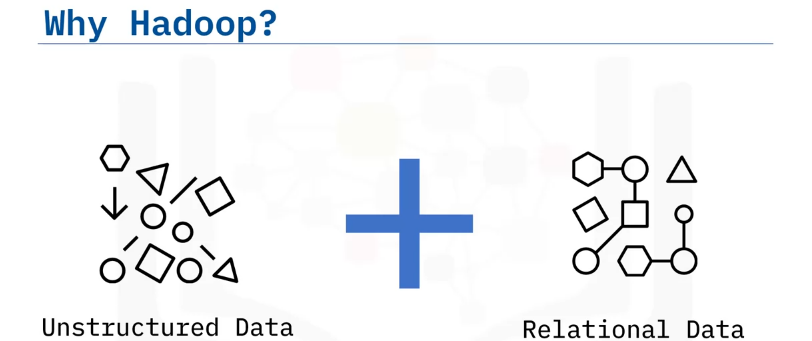 Why Hadoop?
Unstructured Data
Relational Data